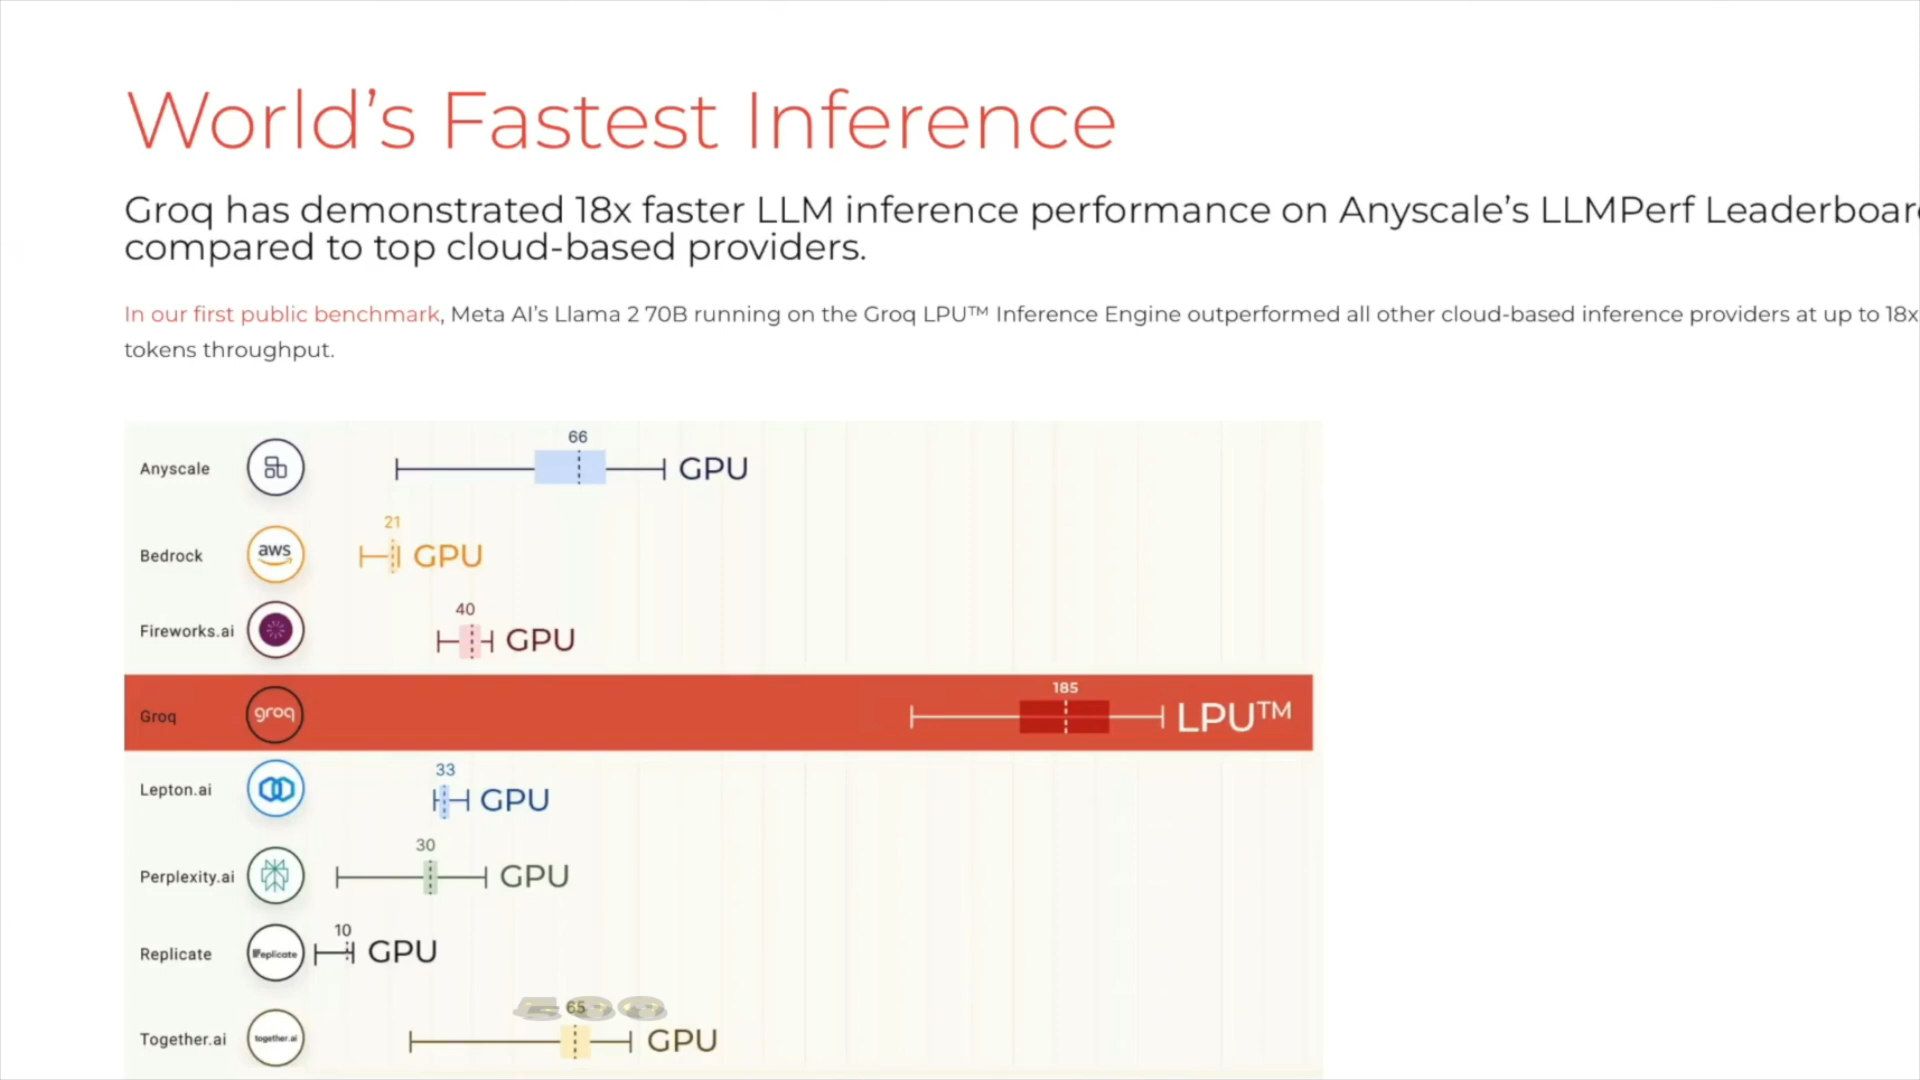 World's Fastest Inference
Groq has demonstrated 18x faster LLM inference performance on Anyscale's LLMPerf
compared to top cloud-based providers.
In our first public benchmark, Meta AI's Llama 2 70B running on the Groq LPU™ Inference Engine outperformed all other cloud-based inference providers at up to 18x
tokens throughput.
66
Anyscale GPU
21
Bedrock aws GPU
40
Fireworks.ai GPU
185
Groq groq LPU™
33
Lepton.ai GPU
30
Perplexity.ai GPU
10
Replicate Replicate GPU
65
Together.ai together.ai GPU